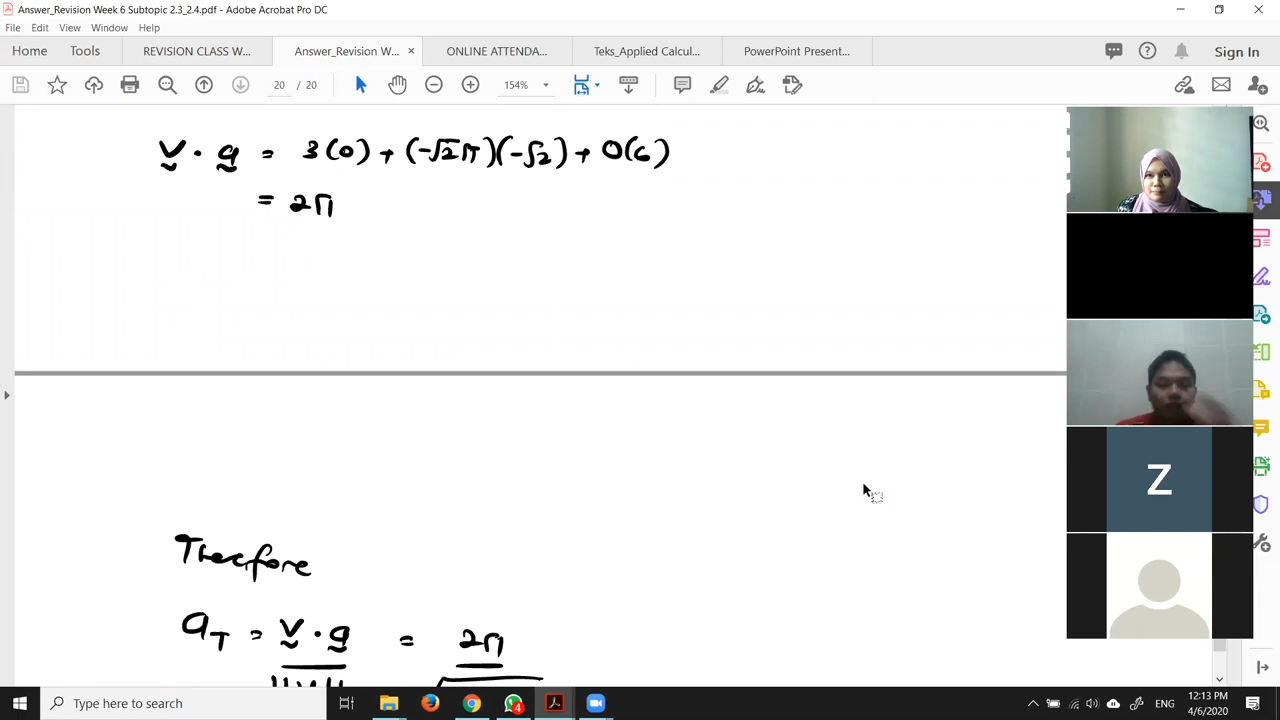 Answer_Revision Week 6 Subtopic 2.3_2.4.pdf - Adobe Acrobat Pro DC
File Edit View Window Help
Home Tools REVISION CLASS W... Answer_Revision W... × ONLINE ATTENDA... Teks_Applied Calcul... PowerPoint Present... Sign In
20 / 20 154%
v · a = 3(0) + (-√2π)(-√2) + 0(6)
= 2π
Z
Therefore
a_T = v · a = 2π
Type here to search
4
ENG
12:13 PM
4/6/2020